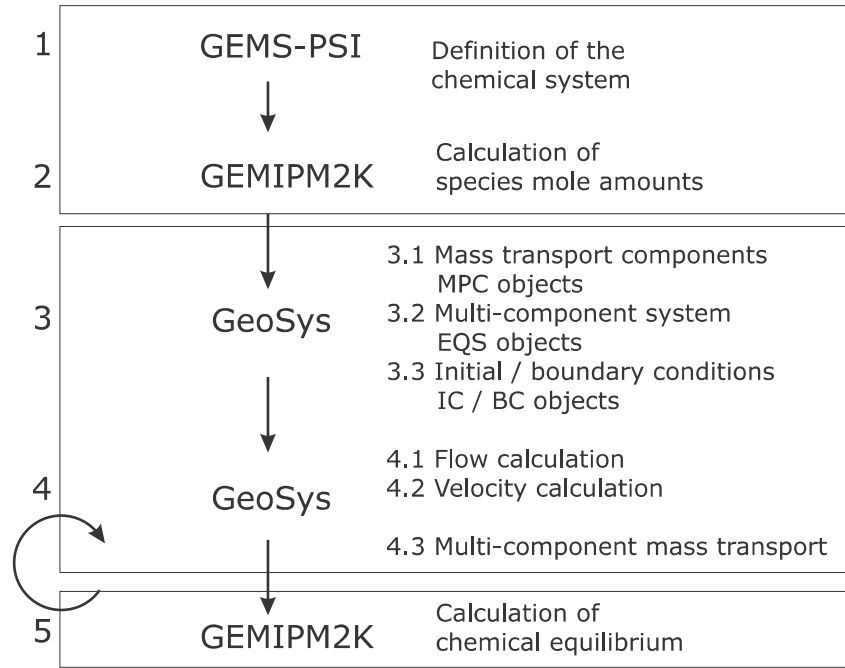 1
GEMS-PSI
Definition of the
chemical system
2
GEMIPM2K
Calculation of
species mole amounts
3
GeoSys
3.1 Mass transport components
MPC objects
3.2 Multi-component system
EQS objects
3.3 Initial / boundary conditions
IC / BC objects
4
GeoSys
4.1 Flow calculation
4.2 Velocity calculation
4.3 Multi-component mass transport
5
GEMIPM2K
Calculation of
chemical equilibrium